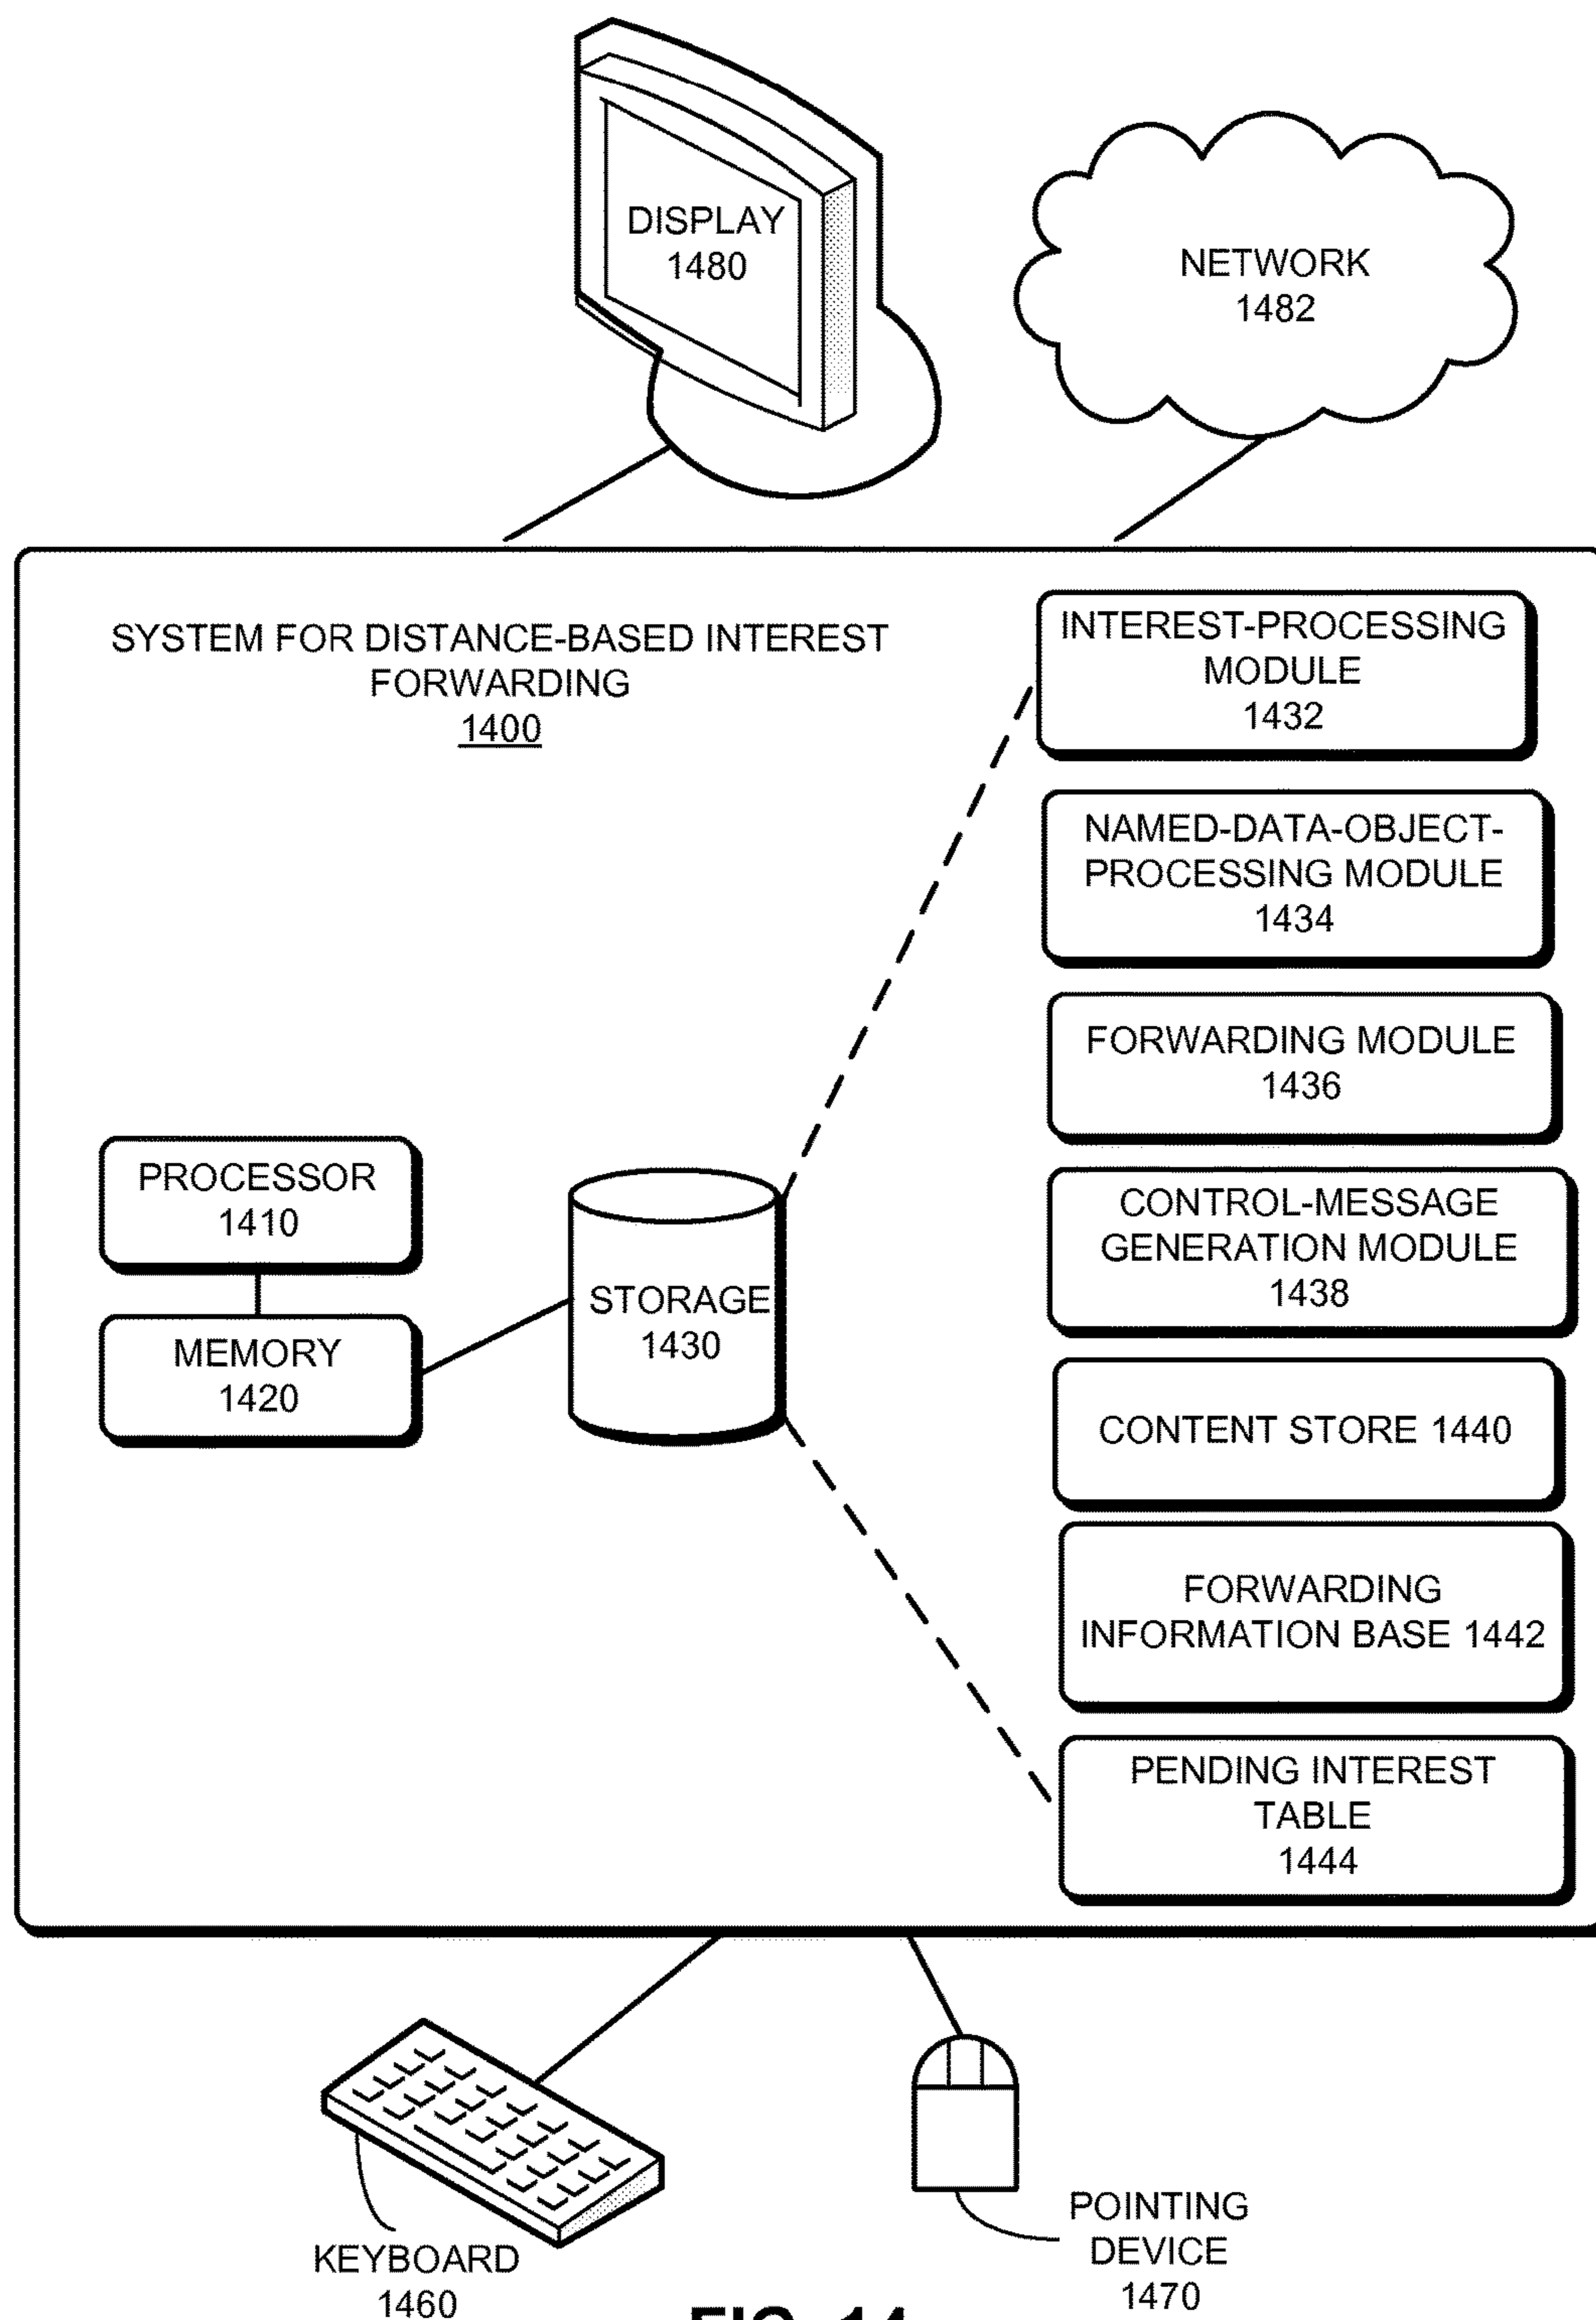 DISPLAY
1480
NETWORK
1482
SYSTEM FOR DISTANCE-BASED INTEREST
FORWARDING
1400
INTEREST-PROCESSING
MODULE
1432
NAMED-DATA-OBJECT-
PROCESSING MODULE
1434
FORWARDING MODULE
1436
CONTROL-MESSAGE
GENERATION MODULE
1438
CONTENT STORE 1440
FORWARDING
INFORMATION BASE 1442
PENDING INTEREST
TABLE
1444
PROCESSOR
1410
MEMORY
1420
STORAGE
1430
KEYBOARD
1460
POINTING
DEVICE
1470
FIG. 14